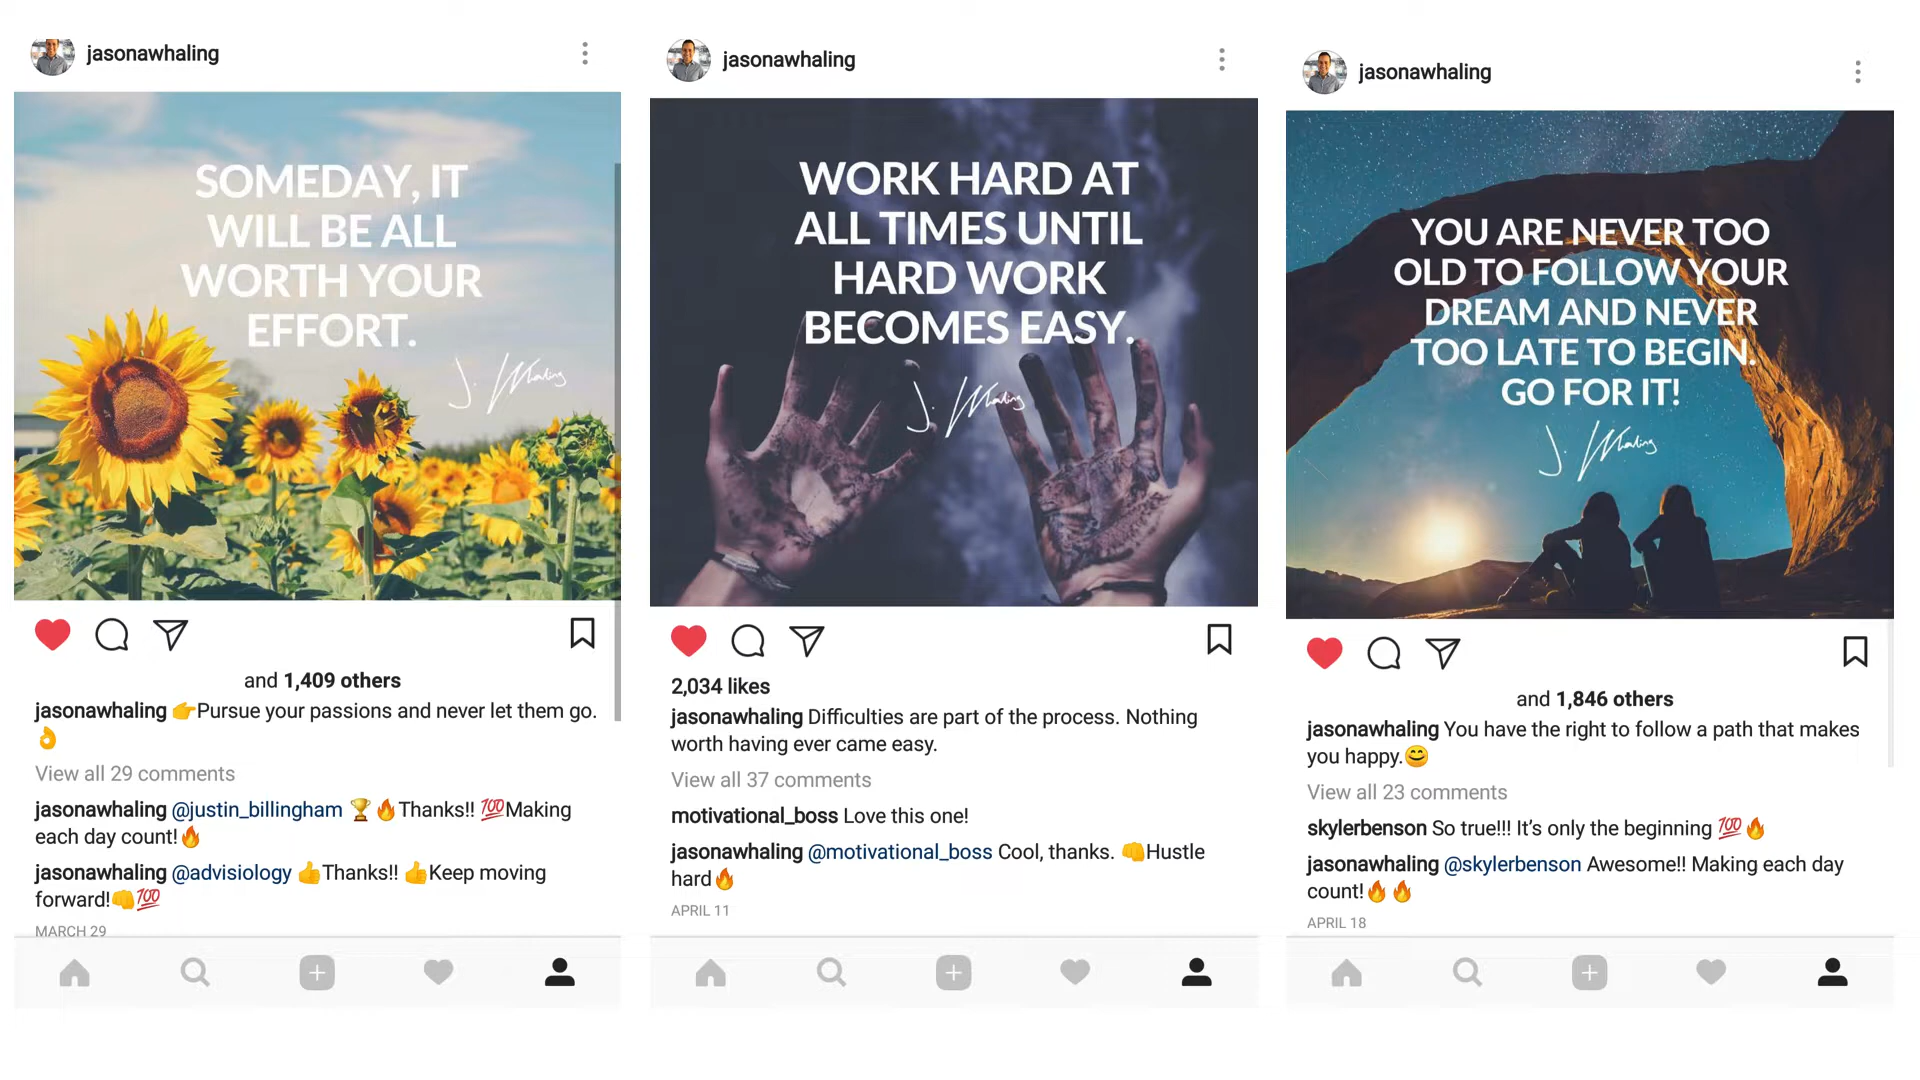 jasonawhaling
SOMEDAY, IT
WILL BE ALL
WORTH YOUR
EFFORT.
J. Whaling
and 1,409 others
jasonawhaling 👉Pursue your passions and never let them go.
👌
View all 29 comments
jasonawhaling @justin_billingham 🏆🔥Thanks!! 💯Making
each day count!🔥
jasonawhaling @advisiology 👍Thanks!! 👍Keep moving
forward!👊💯
MARCH 29
jasonawhaling
WORK HARD AT
ALL TIMES UNTIL
HARD WORK
BECOMES EASY.
J. Whaling
2,034 likes
jasonawhaling Difficulties are part of the process. Nothing
worth having ever came easy.
View all 37 comments
motivational_boss Love this one!
jasonawhaling @motivational_boss Cool, thanks. 👊Hustle
hard🔥
APRIL 11
jasonawhaling
YOU ARE NEVER TOO
OLD TO FOLLOW YOUR
DREAM AND NEVER
TOO LATE TO BEGIN.
GO FOR IT!
J. Whaling
and 1,846 others
jasonawhaling You have the right to follow a path that makes
you happy.😊
View all 23 comments
skylerbenson So true!!! It’s only the beginning 💯🔥
jasonawhaling @skylerbenson Awesome!! Making each day
count!🔥🔥
APRIL 18